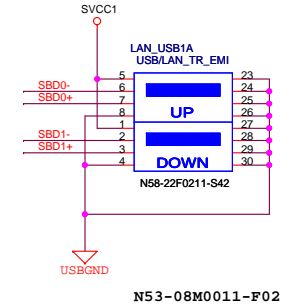 SVCC1
LAN_USB1A
USB/LAN_TR_EMI
5 23
SBD0- 6 24
SBD0+ 7 25
8 UP 26
1 27
SBD1- 2 28
SBD1+ 3 29
4 DOWN 30
N58-22F0211-S42
USBGND
N53-08M0011-F02